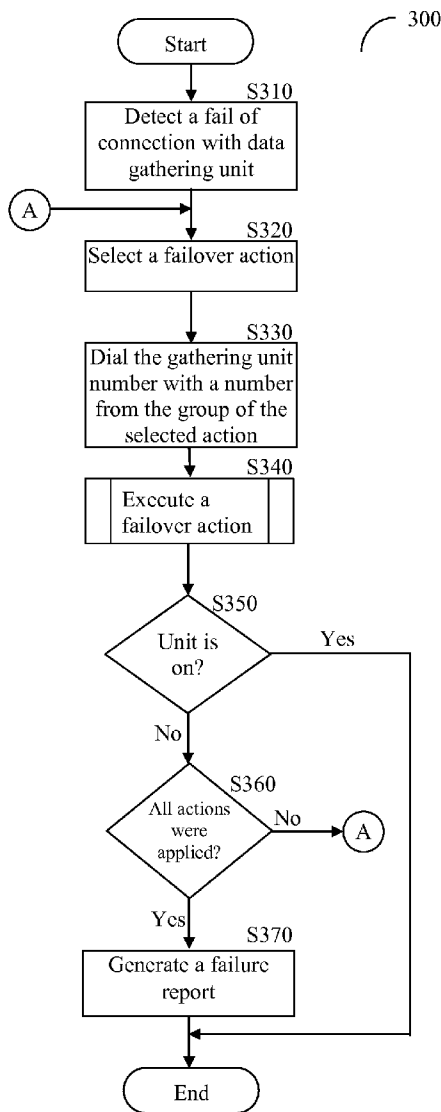 300
Start
S310
Detect a fail of
connection with data
gathering unit
A
S320
Select a failover action
S330
Dial the gathering unit
number with a number
from the group of the
selected action
S340
Execute a
failover action
S350
Unit is
on?
Yes
No
S360
All actions
were
applied?
No
A
Yes
S370
Generate a failure
report
End